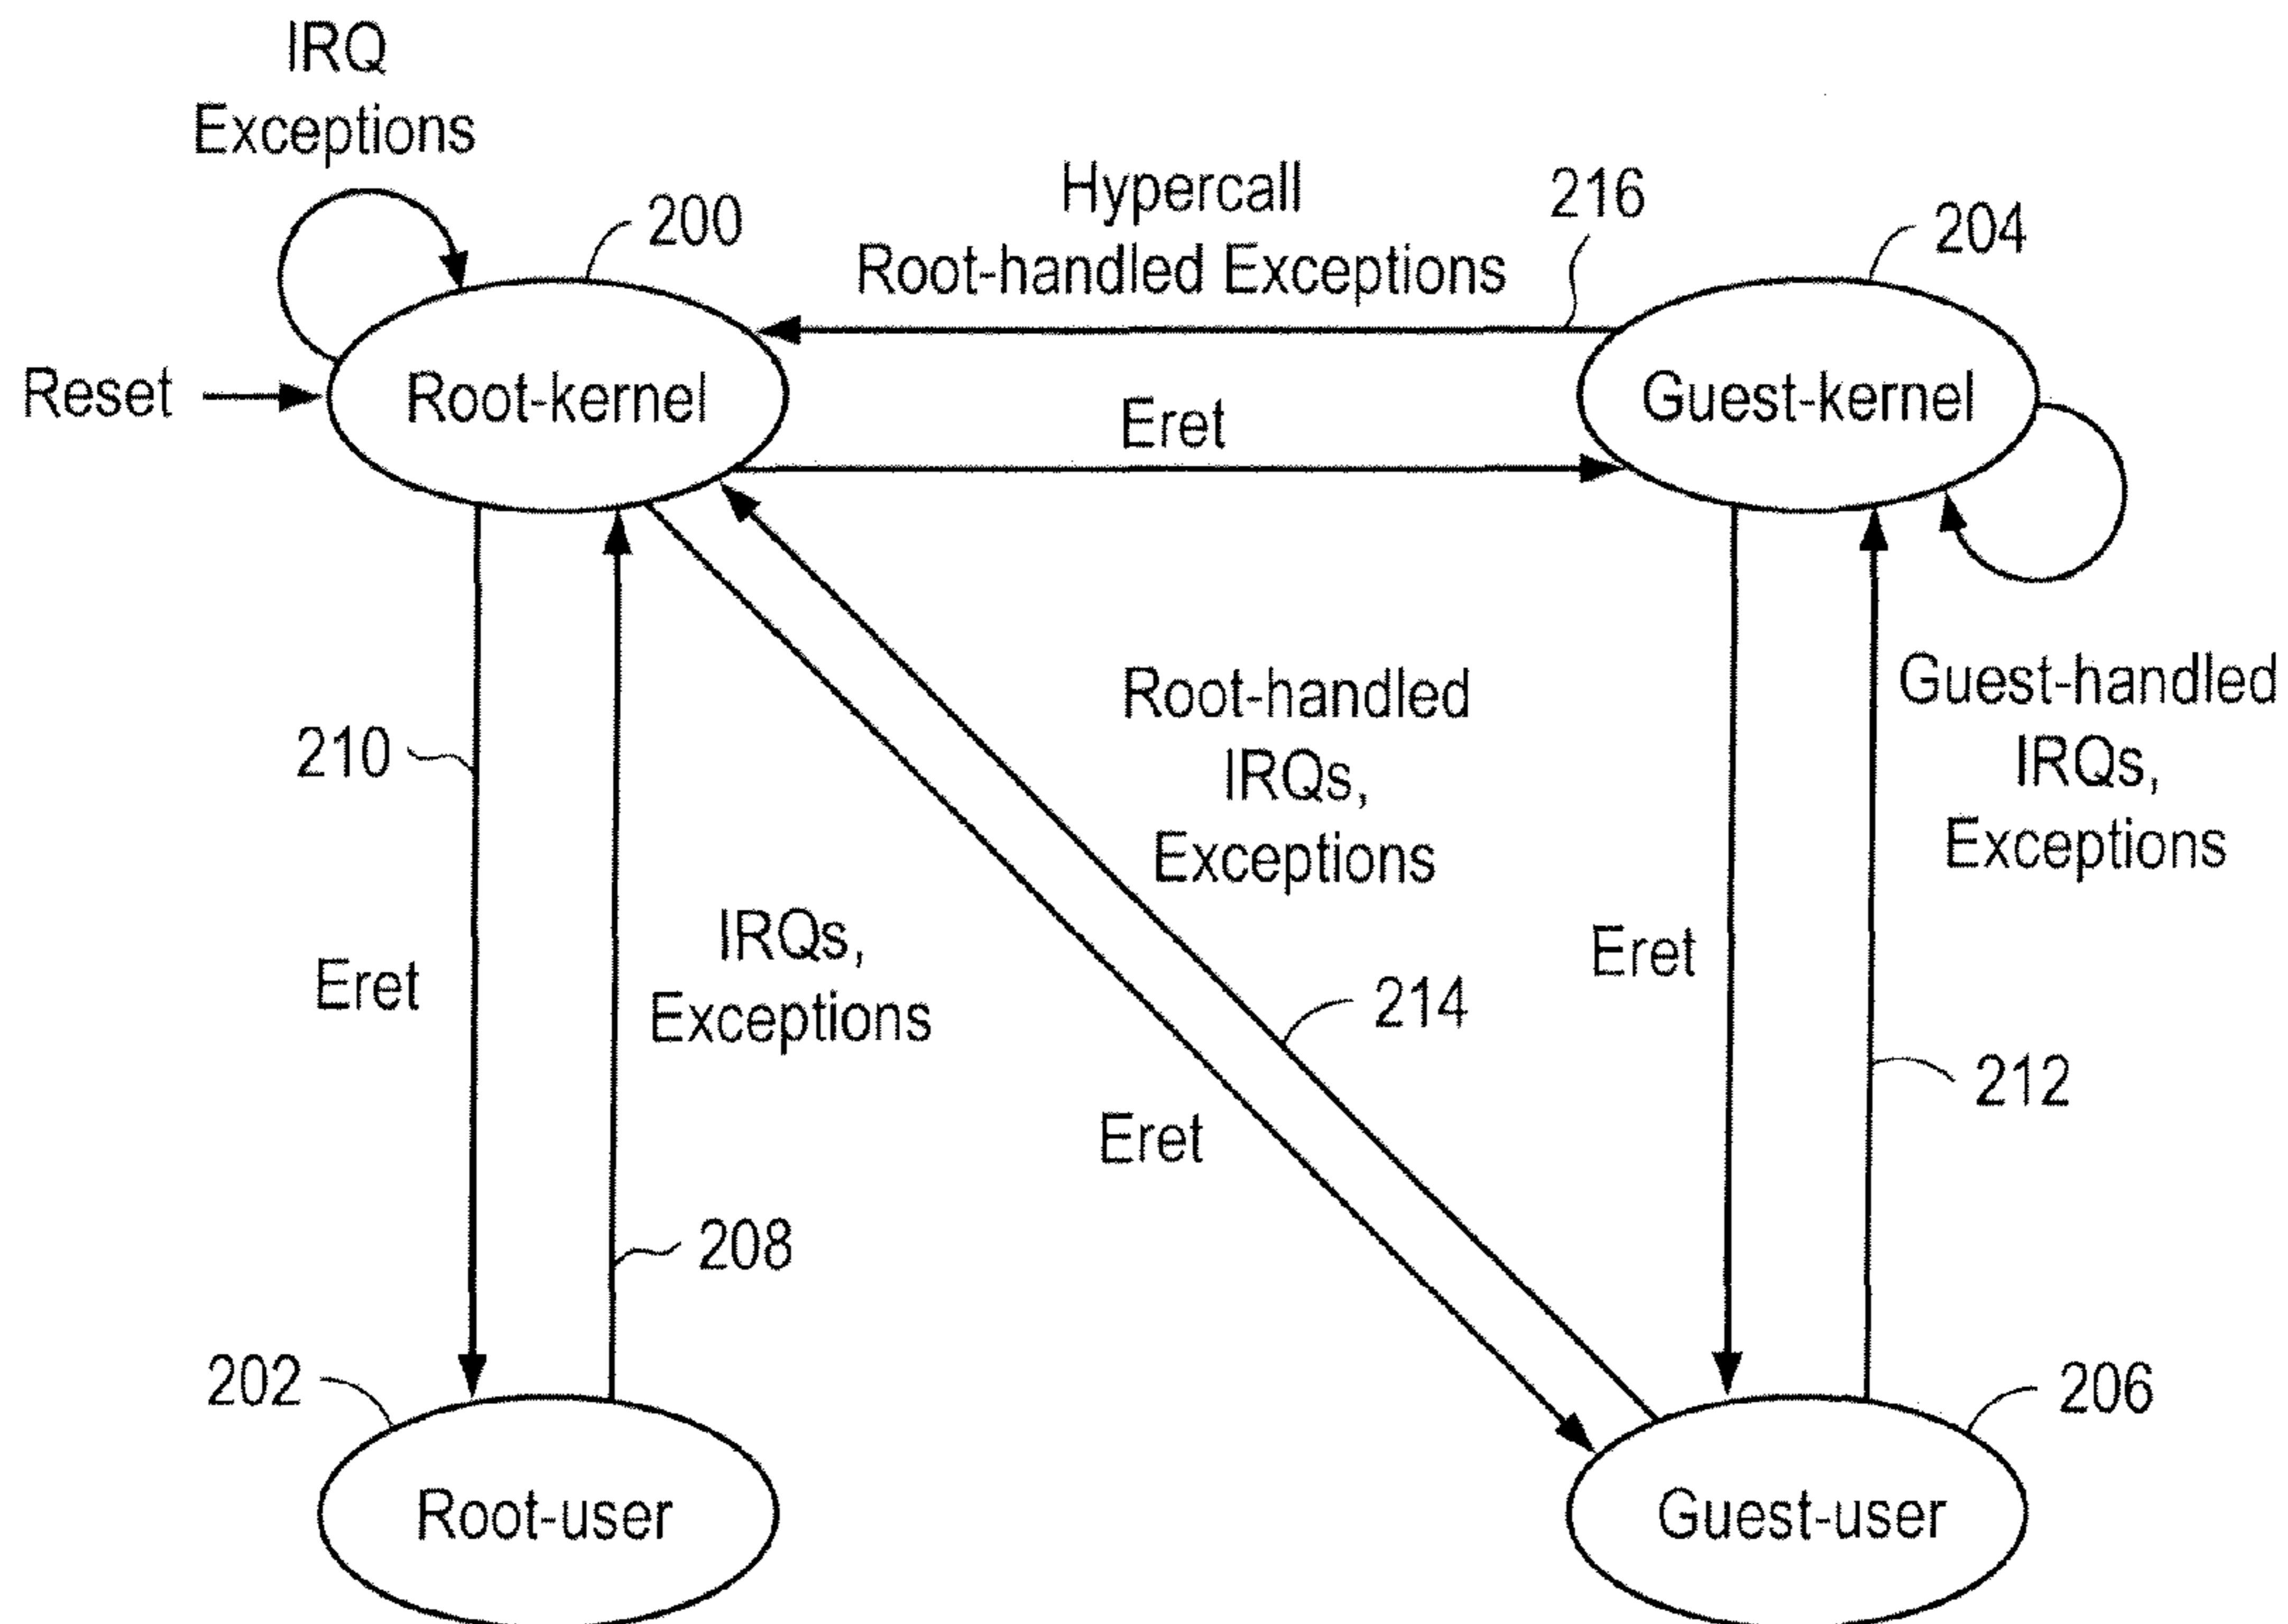 IRQ
Exceptions
Hypercall
Root-handled Exceptions
216
200
204
Reset
Root-kernel
Guest-kernel
Eret
Root-handled
IRQs,
Exceptions
Guest-handled
IRQs,
Exceptions
210
IRQs,
Exceptions
Eret
Eret
214
212
Eret
208
202
206
Root-user
Guest-user